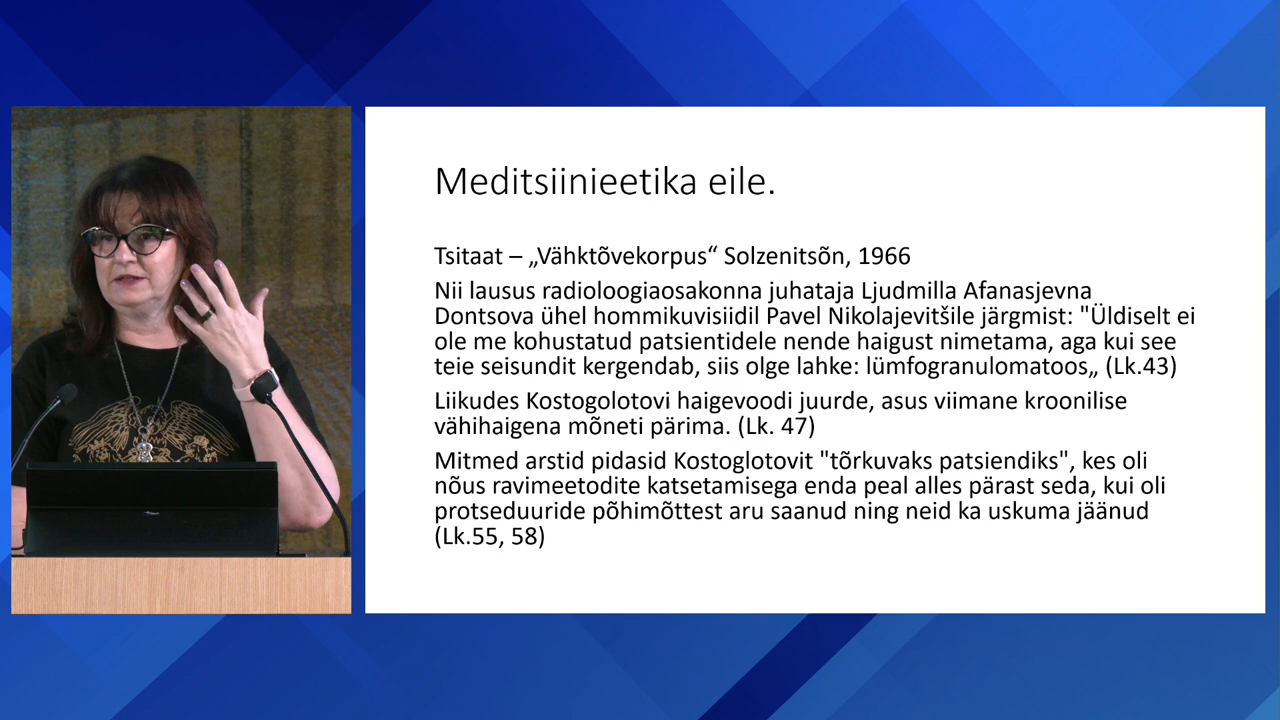 Meditsiinieetika eile.
Tsitaat – „Vähktõvekorpus“ Solzenitsõn, 1966
Nii lausus radioloogiaosakonna juhataja Ljudmilla Afanasjevna
Dontsova ühel hommikuvisiidil Pavel Nikolajevitšile järgmist: "Üldiselt ei
ole me kohustatud patsientidele nende haigust nimetama, aga kui see
teie seisundit kergendab, siis olge lahke: lümfogranulomatoos„ (Lk.43)
Liikudes Kostogolotovi haigevoodi juurde, asus viimane kroonilise
vähihaigena mõneti pärima. (Lk. 47)
Mitmed arstid pidasid Kostoglotovit "tõrkuvaks patsiendiks", kes oli
nõus ravimeetodite katsetamisega enda peal alles pärast seda, kui oli
protseduuride põhimõttest aru saanud ning neid ka uskuma jäänud
(Lk.55, 58)